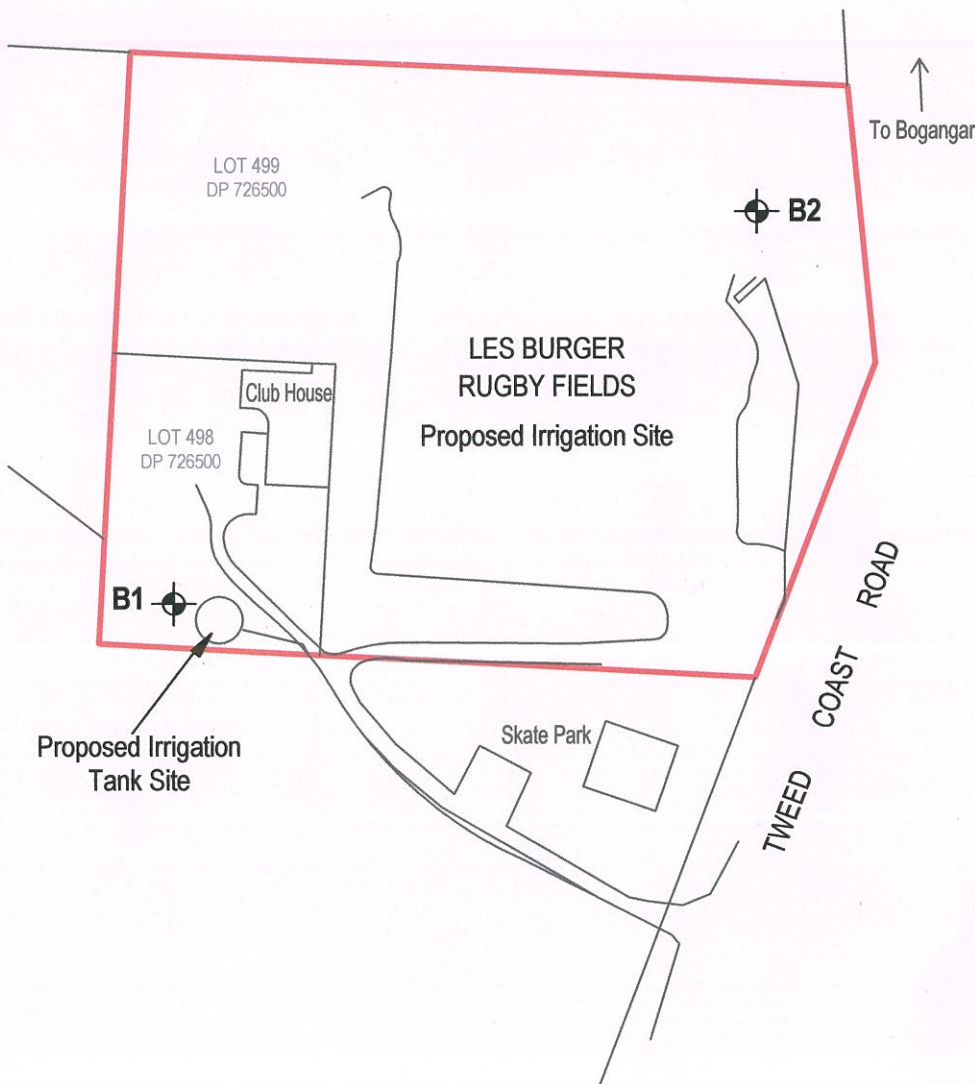 To Bogangar
LOT 499
DP 726500
B2
LES BURGER
RUGBY FIELDS
Proposed Irrigation Site
Club House
LOT 498
DP 726500
B1
Proposed Irrigation
Tank Site
Skate Park
TWEED COAST ROAD